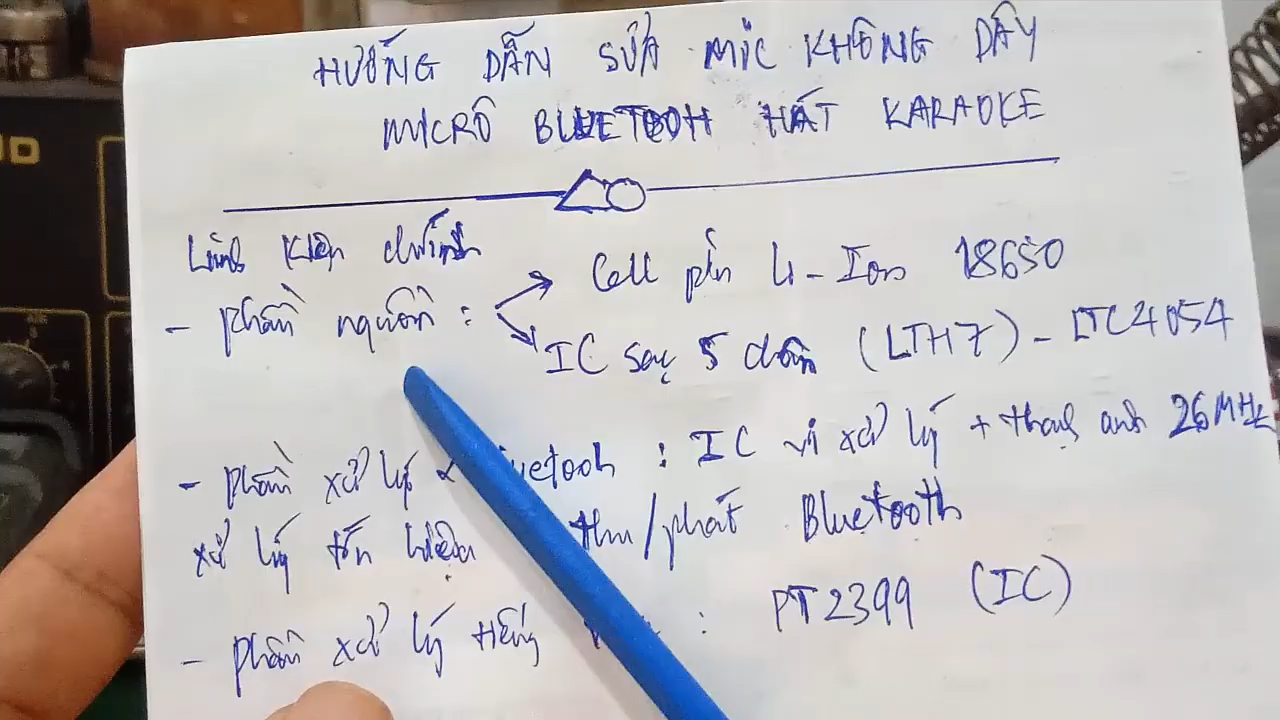 HƯỚNG DẪN SỬA MIC KHÔNG DÂY
MICRÔ BLUETOOH HÁT KARAOKE
Linh kiện chính
- phần nguồn : Cell pin Li-Ion 18650
IC sạc 5 chân (LTH7) - LTC4054
- phần xử lý : IC vi xử lý + thạch anh 26MHz
xử lý tín hiệu thu/phát Bluetooth
- phần xử lý tiếng : PT2399 (IC)